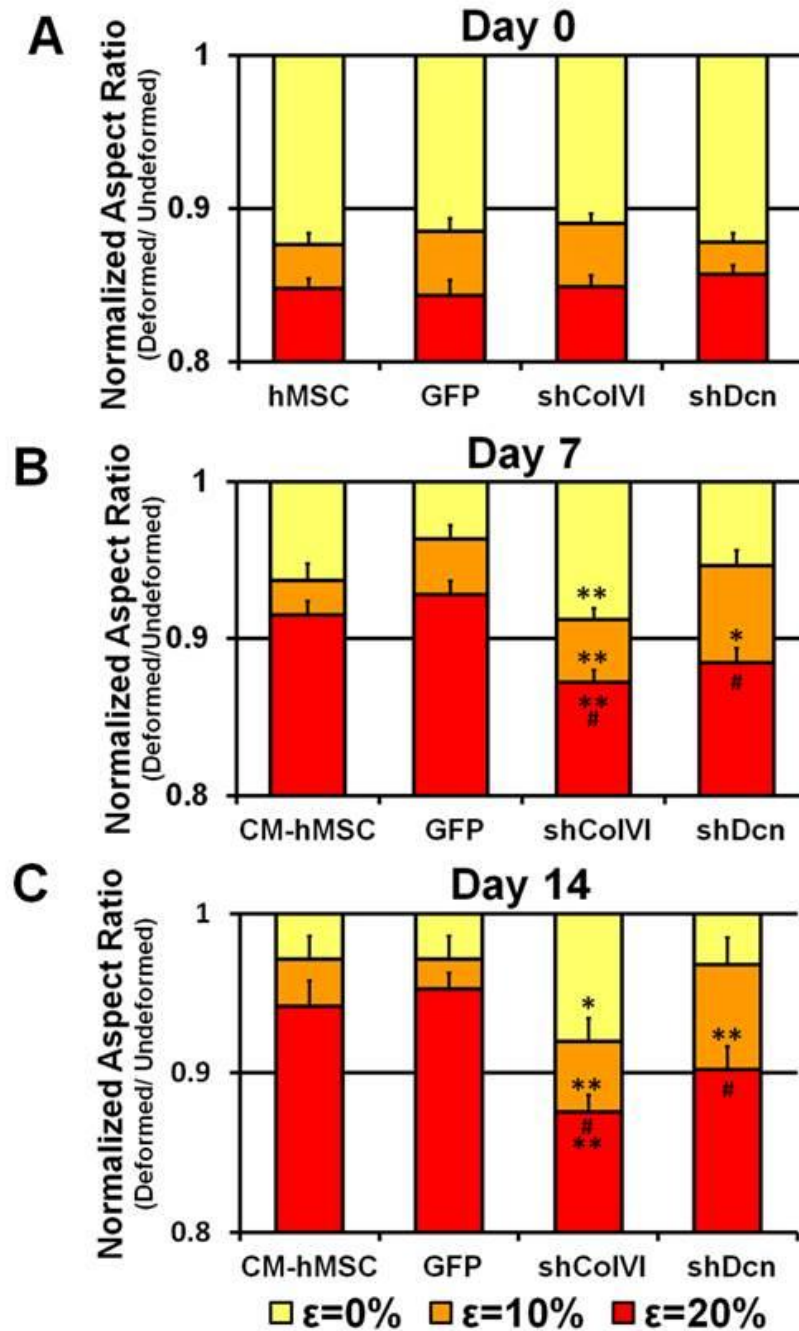 A
Day 0
Normalized Aspect Ratio
(Deformed/ Undeformed)
1
0.9
0.8
hMSC GFP shColVI shDcn
B
Day 7
Normalized Aspect Ratio
(Deformed/Undeformed)
1
**
0.9
** *
** #
#
0.8
CM-hMSC GFP shColVI shDcn
C
Day 14
Normalized Aspect Ratio
(Deformed/ Undeformed)
1
*
** **
0.9
# #
**
0.8
CM-hMSC GFP shColVI shDcn
ε=0% ε=10% ε=20%